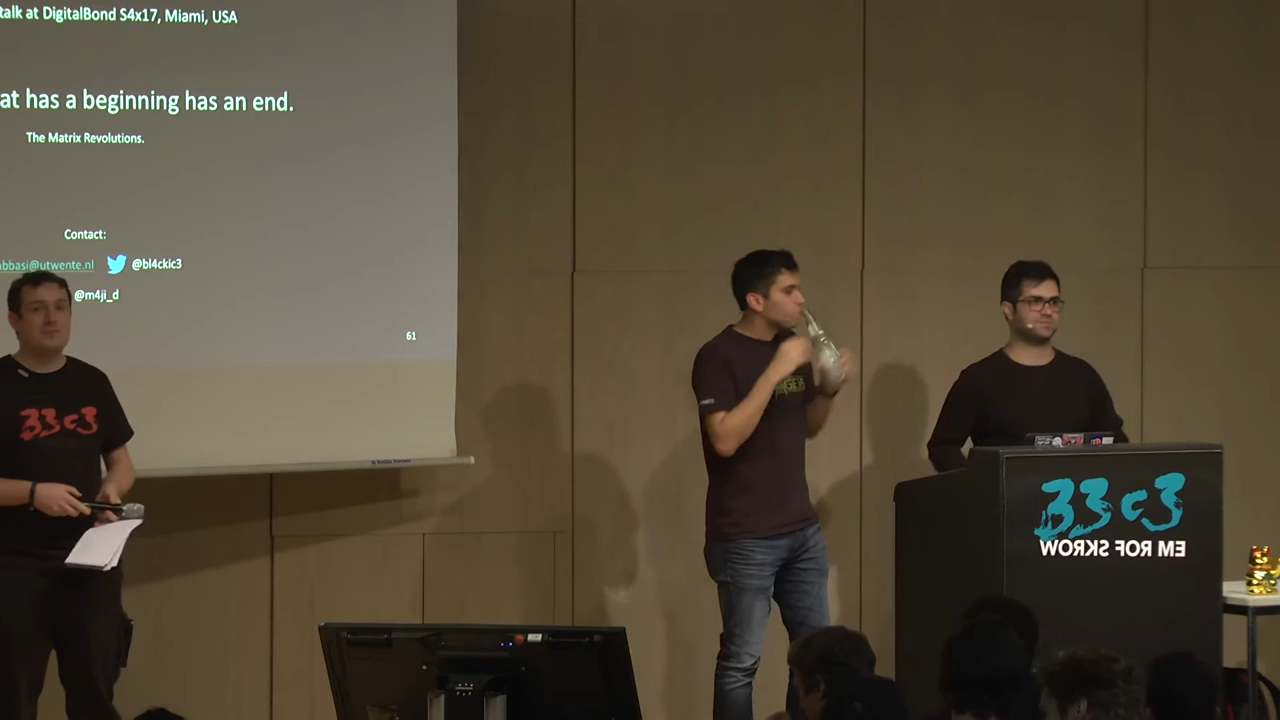 talk at DigitalBond S4x17, Miami, USA
at has a beginning has an end.
The Matrix Revolutions.
Contact:
bbasi@utwente.nl @bl4ckic3
@m4ji_d
61
33c3
33c3
WORKS FOR ME